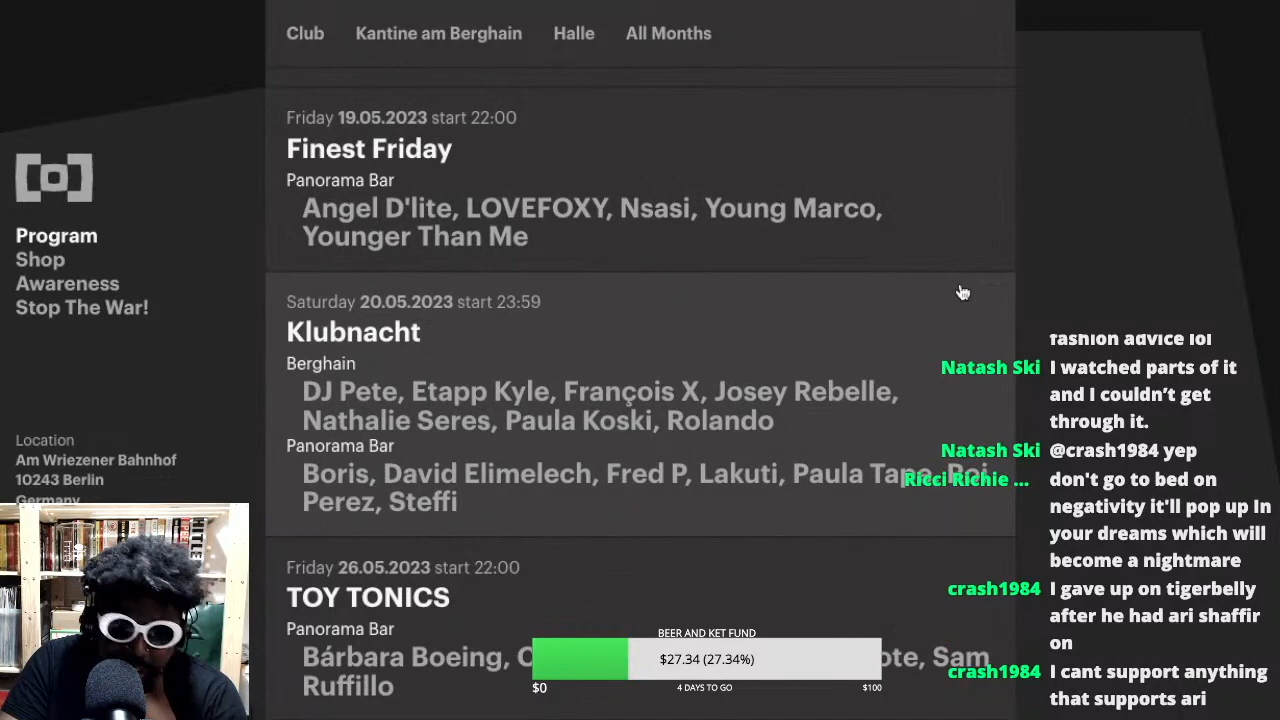 Club Kantine am Berghain Halle All Months
Friday 19.05.2023 start 22:00
Finest Friday
Panorama Bar
Angel D'lite, LOVEFOXY, Nsasi, Young Marco,
Younger Than Me
Program
Shop
Awareness
Stop The War!
Saturday 20.05.2023 start 23:59
Klubnacht
Berghain
DJ Pete, Etapp Kyle, François X, Josey Rebelle,
Nathalie Seres, Paula Koski, Rolando
Panorama Bar
Boris, David Elimelech, Fred P, Lakuti, Paula
Perez, Steffi
Location
Am Wriezener Bahnhof
10243 Berlin
Germany
Friday 26.05.2023 start 22:00
TOY TONICS
Panorama Bar
Bárbara Boeing, Sam
Ruffillo
BEER AND KET FUND
$27.34 (27.34%)
$0 4 DAYS TO GO $100
fashion advice lol
Natash Ski I watched parts of it
and I couldn't get
through it.
Natash Ski @crash1984 yep
Ricci Richie ... don't go to bed on
negativity it'll pop up In
your dreams which will
become a nightmare
crash1984 I gave up on tigerbelly
after he had ari shaffir
on
crash1984 I cant support anything
that supports ari